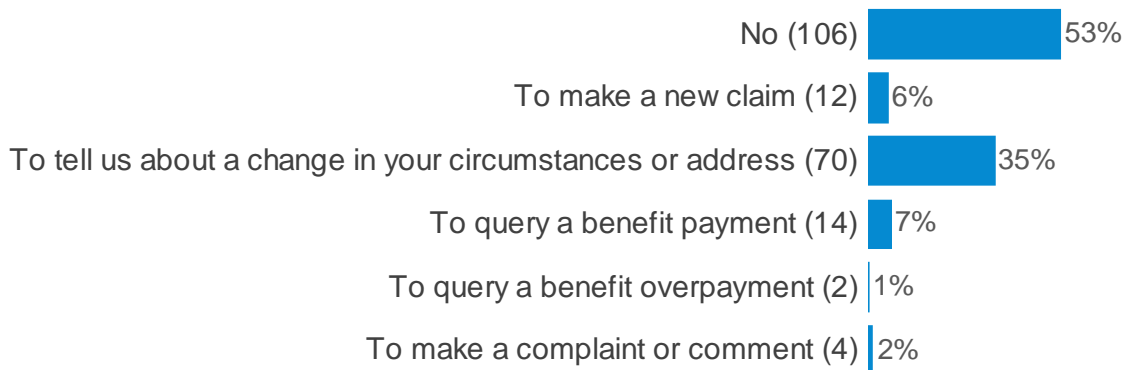 No (106) 53%
To make a new claim (12) 6%
To tell us about a change in your circumstances or address (70) 35%
To query a benefit payment (14) 7%
To query a benefit overpayment (2) 1%
To make a complaint or comment (4) 2%